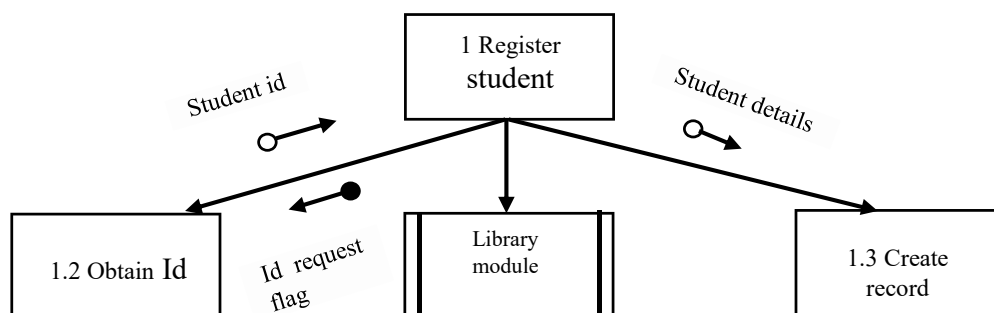 1 Register
student
Student id
Student details
1.2 Obtain Id
Id request
flag
Library
module
1.3 Create
record